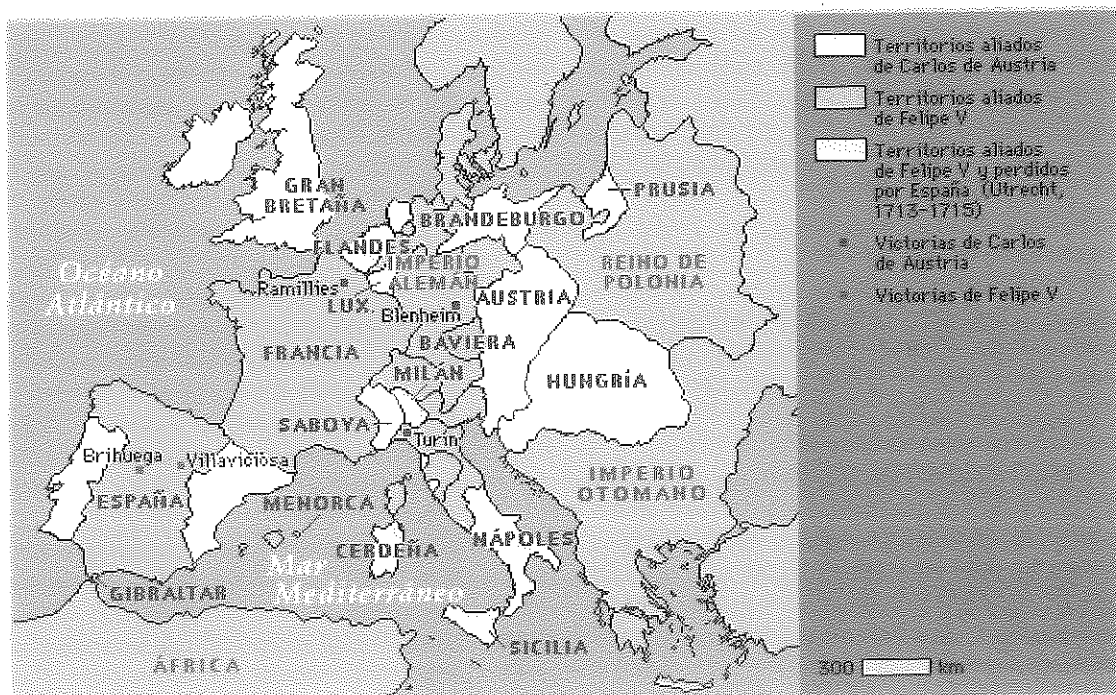 Territorios aliados
de Carlos de Austria
Territorios aliados
de Felipe V
Territorios aliados
de Felipe V y perdidos
por España (Utrecht,
1713-1715)
Victorias de Carlos
de Austria
Victorias de Felipe V
GRAN
BRETAÑA
PRUSIA
BRANDEBURGO
FLANDES
IMPERIO
ALEMÁN
REINO DE
POLONIA
Océano
Atlántico
Ramillies
LUX.
AUSTRIA
Blenheim
BAVIERA
FRANCIA
MILÁN
HUNGRÍA
SABOYA
Turín
Brihuega
Villaviciosa
ESPAÑA
MENORCA
IMPERIO
OTOMANO
CERDEÑA
NÁPOLES
Mar
Mediterráneo
GIBRALTAR
SICILIA
ÁFRICA
300 km